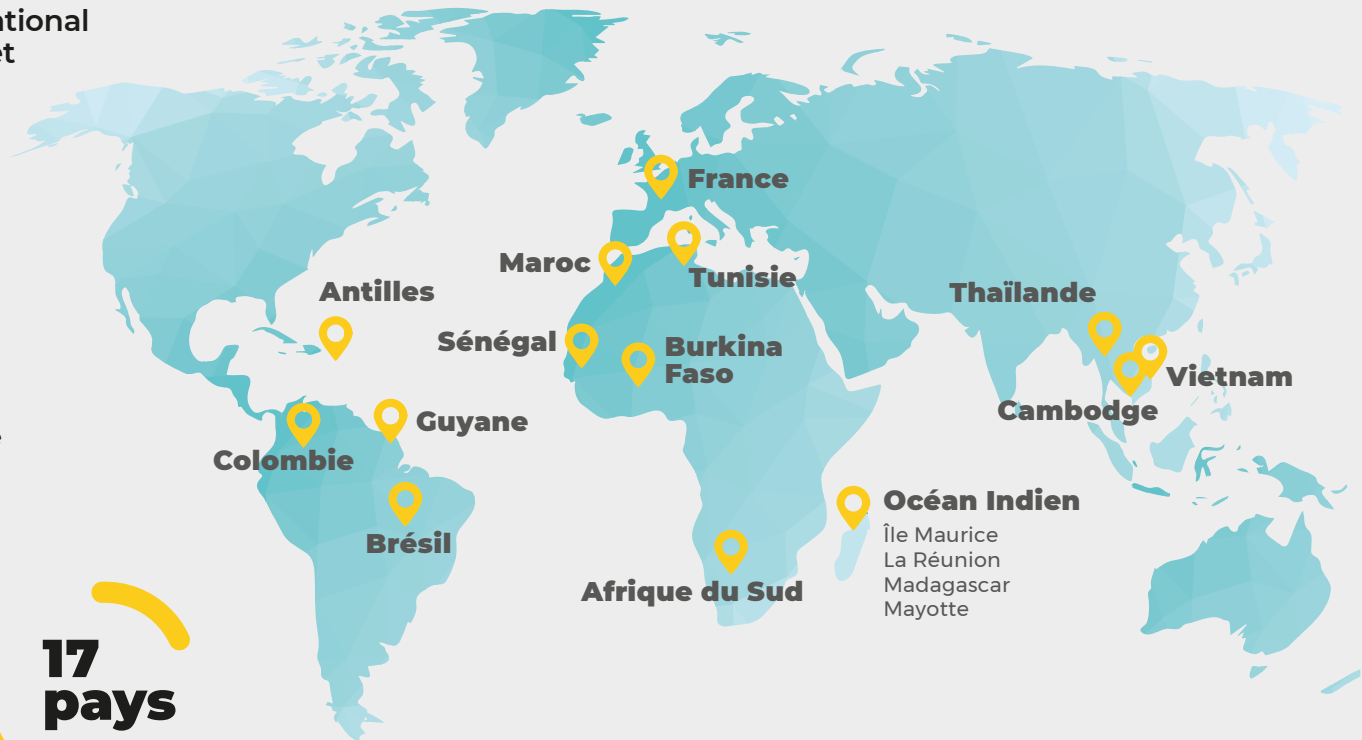 et
France
Maroc
Tunisie
Antilles
Thaïlande
Sénégal
Burkina
Faso
Vietnam
Cambodge
Guyane
Colombie
Océan Indien
Île Maurice
La Réunion
Madagascar
Mayotte
Brésil
Afrique du Sud
17
pays